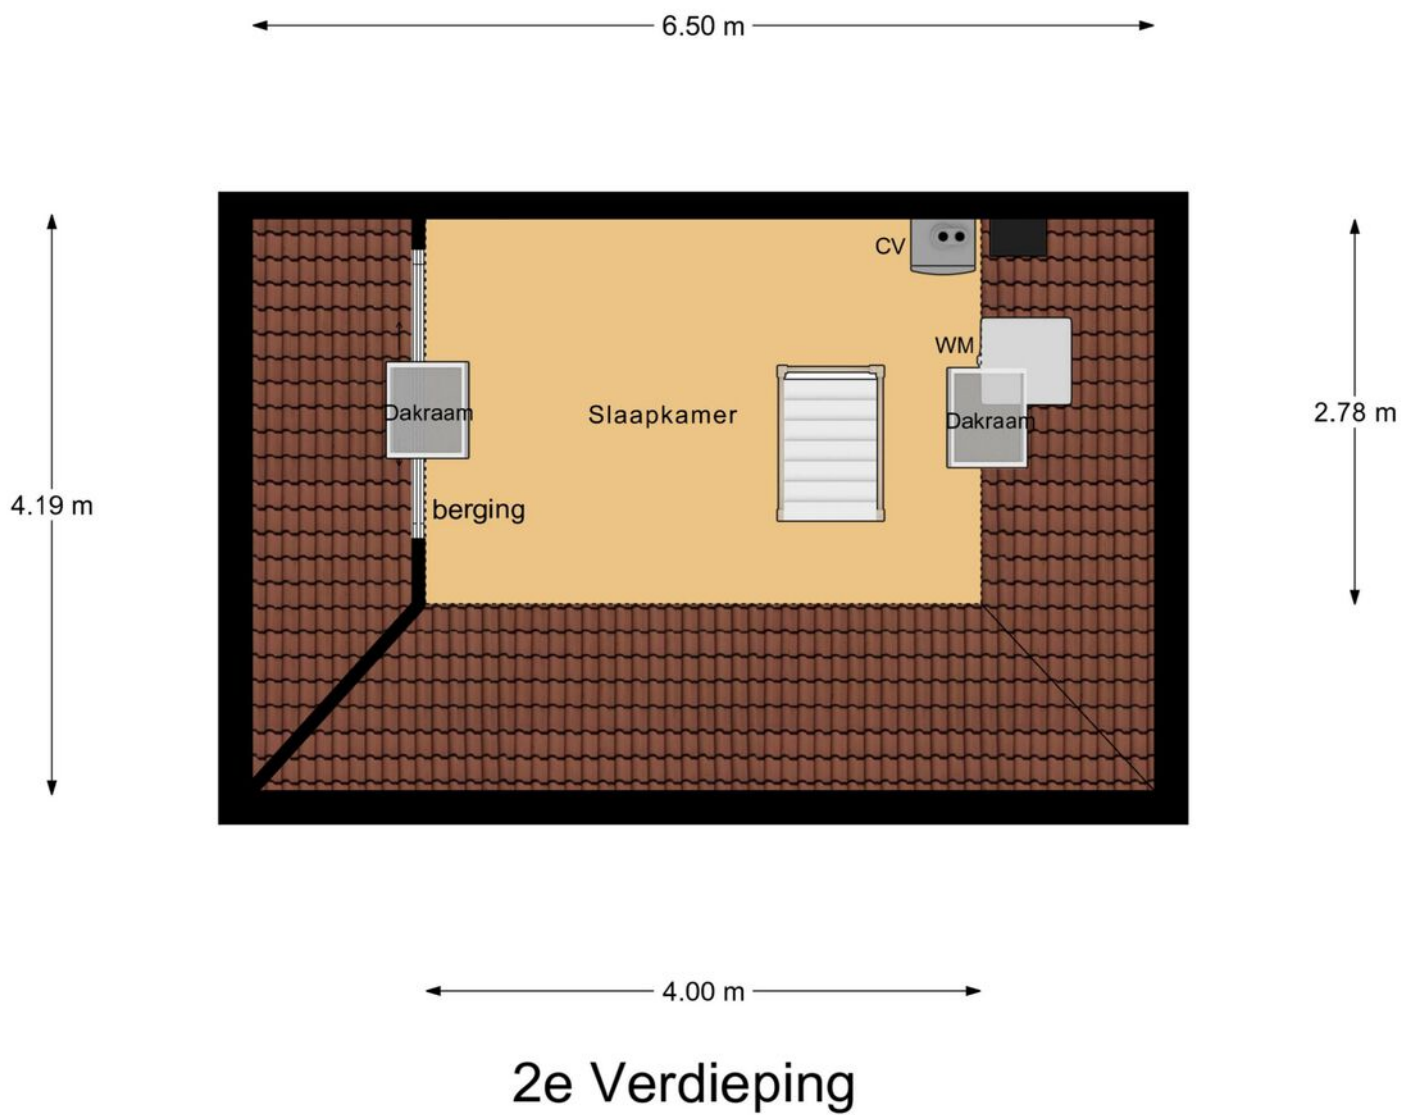 6.50 m
CV
WM
Dakraam
Slaapkamer
Dakraam
2.78 m
4.19 m
berging
4.00 m
2e Verdieping